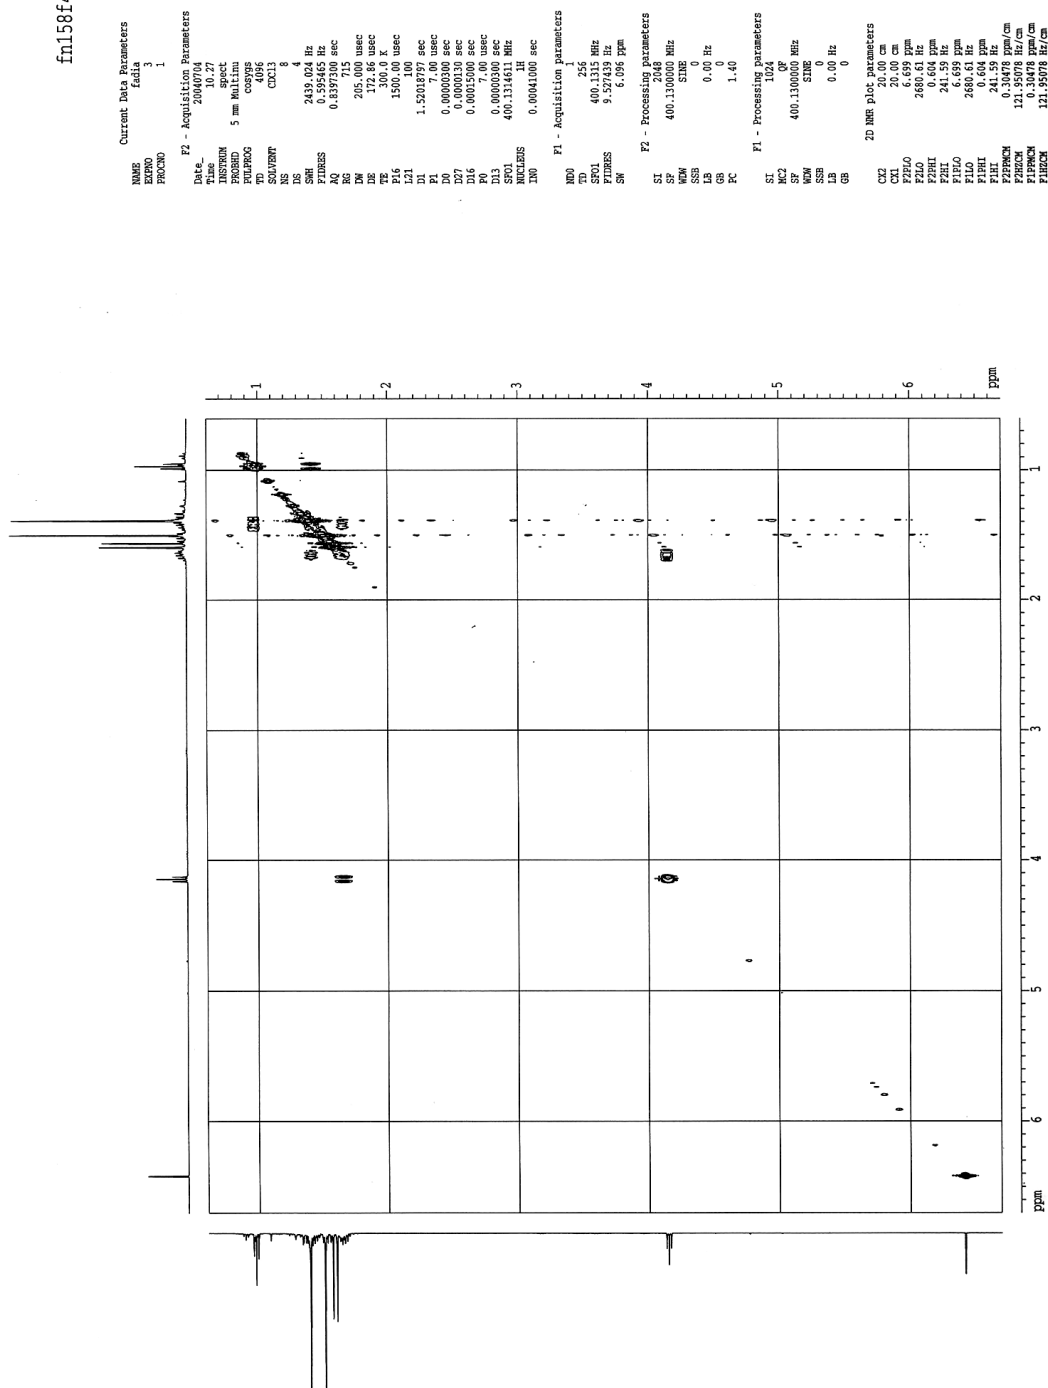 fn158f4
Current Data Parameters
NAME fadia
EXPNO 3
PROCNO 1
F2 - Acquisition Parameters
Date_ 20040704
Time 10.27
INSTRUM spect
PROBHD 5 mm Multinu
PULPROG cosygs
TD 4096
SOLVENT CDCl3
NS 8
DS 4
SWH 2439.024 Hz
FIDRES 0.595465 Hz
AQ 0.8397300 sec
RG 715
DW 205.000 usec
DE 172.86 usec
TE 300.0 K
P16 1500.00 usec
L21 100
D1 1.52018797 sec
P1 7.00 usec
D0 0.00000300 sec
D27 0.0000130 sec
D16 0.00015000 sec
P0 7.00 usec
D13 0.00000300 sec
SFO1 400.1314611 MHz
NUCLEUS 1H
IN0 0.00041000 sec
F1 - Acquisition parameters
ND0 1
TD 256
SFO1 400.1315 MHz
FIDRES 9.527439 Hz
SW 6.096 ppm
F2 - Processing parameters
SI 2048
SF 400.1300000 MHz
WDW SINE
SSB 0
LB 0.00 Hz
GB 0
PC 1.40
F1 - Processing parameters
SI 1024
MC2 QF
SF 400.1300000 MHz
WDW SINE
SSB 0
LB 0.00 Hz
GB 0
2D NMR plot parameters
CX2 20.00 cm
CX1 20.00 cm
F2PLO 6.699 ppm
F2LO 2680.61 Hz
F2PHI 0.604 ppm
F2HI 241.59 Hz
F1PLO 6.699 ppm
F1LO 2680.61 Hz
F1PHI 0.604 ppm
F1HI 241.59 Hz
F2PPMCM 0.30478 ppm/cm
F2HZCM 121.95078 Hz/cm
F1PPMCM 0.30478 ppm/cm
F1HZCM 121.95078 Hz/cm
1
2
3
4
5
6
ppm
1
2
3
4
5
6
ppm